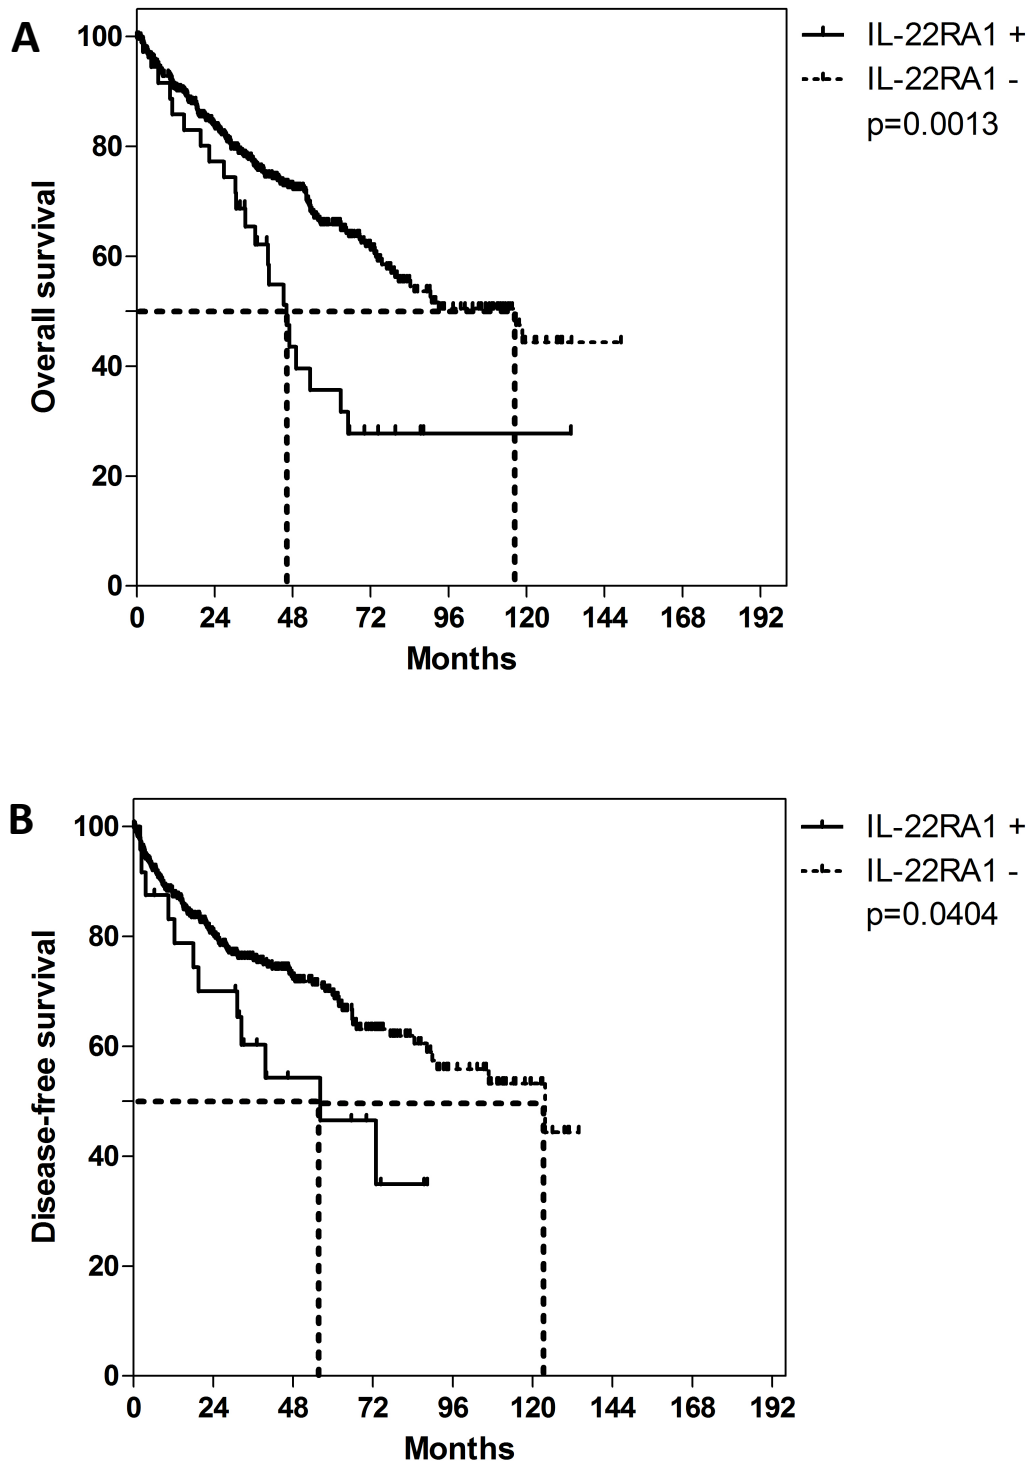 A
IL-22RA1 +
IL-22RA1 -
p=0.0013
Overall survival
100
80
60
40
20
0
0 24 48 72 96 120 144 168 192
Months
B
IL-22RA1 +
IL-22RA1 -
p=0.0404
Disease-free survival
100
80
60
40
20
0
0 24 48 72 96 120 144 168 192
Months